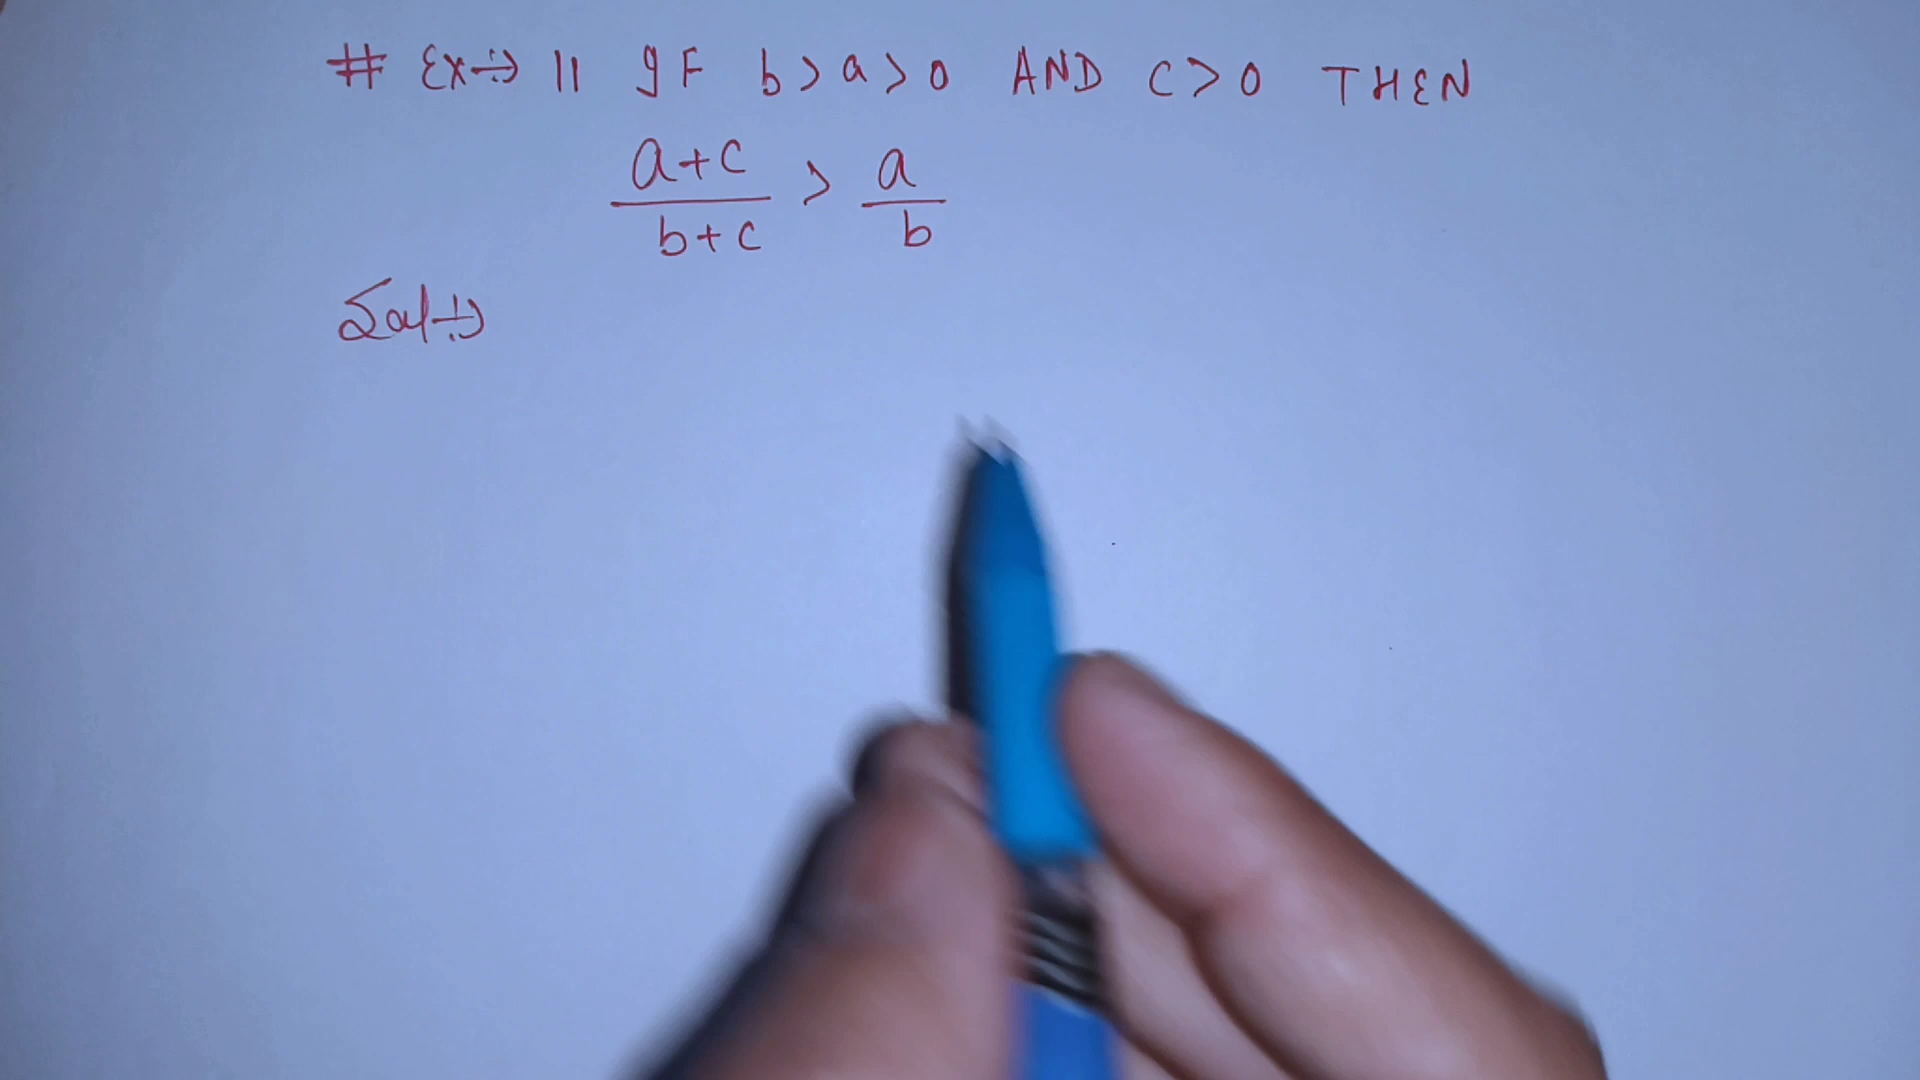 # Ex→ 11 IF b > a > 0 AND C > 0 THEN
a+c / b+c > a / b
Sol→